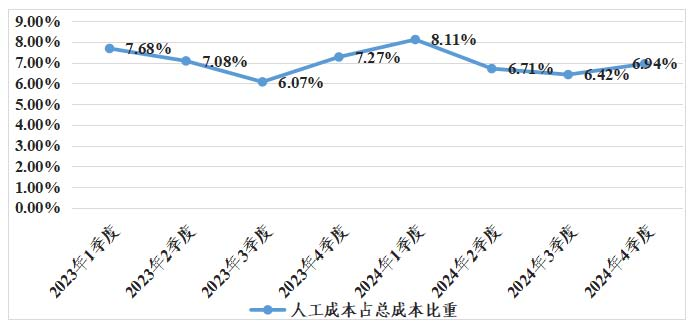 9.00%
8.00%
7.00%
6.00%
5.00%
4.00%
3.00%
2.00%
1.00%
0.00%
7.68%
7.08%
6.07%
7.27%
8.11%
6.71%
6.42%
6.94%
2023年1季度
2023年2季度
2023年3季度
2023年4季度
2024年1季度
2024年2季度
2024年3季度
2024年4季度
人工成本占总成本比重